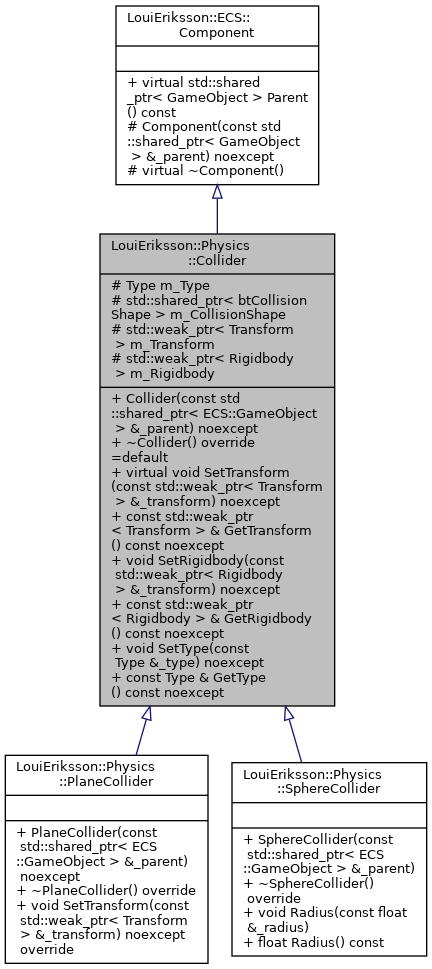 LouiEriksson::ECS::
Component
+ virtual std::shared
_ptr< GameObject > Parent
() const
# Component(const std
::shared_ptr< GameObject
 > &_parent) noexcept
# virtual ~Component()
LouiEriksson::Physics
::Collider
# Type m_Type
# std::shared_ptr< btCollision
Shape > m_CollisionShape
# std::weak_ptr< Transform
 > m_Transform
# std::weak_ptr< Rigidbody
 > m_Rigidbody
+ Collider(const std
::shared_ptr< ECS::GameObject
 > &_parent) noexcept
+ ~Collider() override
=default
+ virtual void SetTransform
(const std::weak_ptr< Transform
 > &_transform) noexcept
+ const std::weak_ptr
< Transform > & GetTransform
() const noexcept
+ void SetRigidbody(const
 std::weak_ptr< Rigidbody
 > &_transform) noexcept
+ const std::weak_ptr
< Rigidbody > & GetRigidbody
() const noexcept
+ void SetType(const
 Type &_type) noexcept
+ const Type & GetType
() const noexcept
LouiEriksson::Physics
::PlaneCollider
+ PlaneCollider(const
 std::shared_ptr< ECS
::GameObject > &_parent)
 noexcept
+ ~PlaneCollider() override
+ void SetTransform(const
 std::weak_ptr< Transform
 > &_transform) noexcept
 override
LouiEriksson::Physics
::SphereCollider
+ SphereCollider(const
 std::shared_ptr< ECS
::GameObject > &_parent)
+ ~SphereCollider()
 override
+ void Radius(const float
 &_radius)
+ float Radius() const